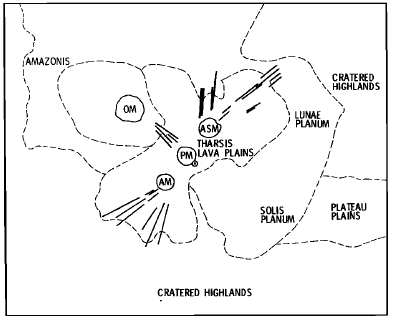 AMAZONIS
CRATERED
HIGHLANDS
OM
LUNAE
PLANUM
ASM
THARSIS
LAVA PLAINS
PM
AM
SOLIS
PLANUM
PLATEAU
PLAINS
CRATERED HIGHLANDS